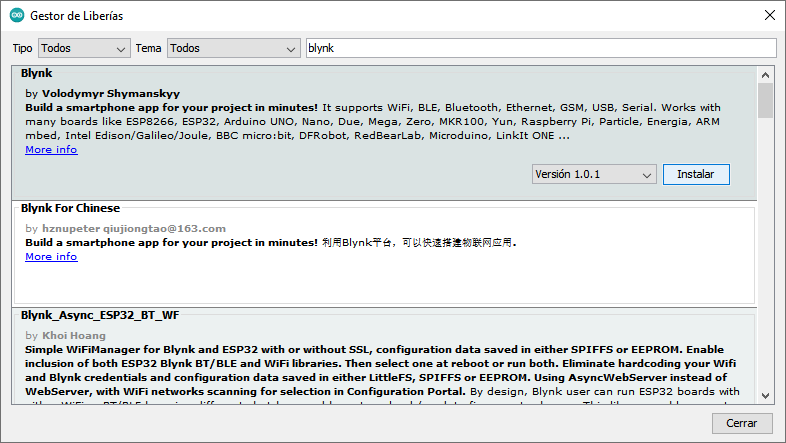 Gestor de Liberías
Tipo Todos Tema Todos blynk
Blynk
by Volodymyr Shymanskyy
Build a smartphone app for your project in minutes! It supports WiFi, BLE, Bluetooth, Ethernet, GSM, USB, Serial. Works with
many boards like ESP8266, ESP32, Arduino UNO, Nano, Due, Mega, Zero, MKR100, Yun, Raspberry Pi, Particle, Energia, ARM
mbed, Intel Edison/Galileo/Joule, BBC micro:bit, DFRobot, RedBearLab, Microduino, LinkIt ONE ...
More info
Versión 1.0.1 Instalar
Blynk For Chinese
by hznupeter qiujiongtao@163.com
Build a smartphone app for your project in minutes! 利用Blynk平台，可以快速搭建物联网应用。
More info
Blynk_Async_ESP32_BT_WF
by Khoi Hoang
Simple WiFiManager for Blynk and ESP32 with or without SSL, configuration data saved in either SPIFFS or EEPROM. Enable
inclusion of both ESP32 Blynk BT/BLE and WiFi libraries. Then select one at reboot or run both. Eliminate hardcoding your Wifi
and Blynk credentials and configuration data saved in either LittleFS, SPIFFS or EEPROM. Using AsyncWebServer instead of
WebServer, with WiFi networks scanning for selection in Configuration Portal. By design, Blynk user can run ESP32 boards with
Cerrar